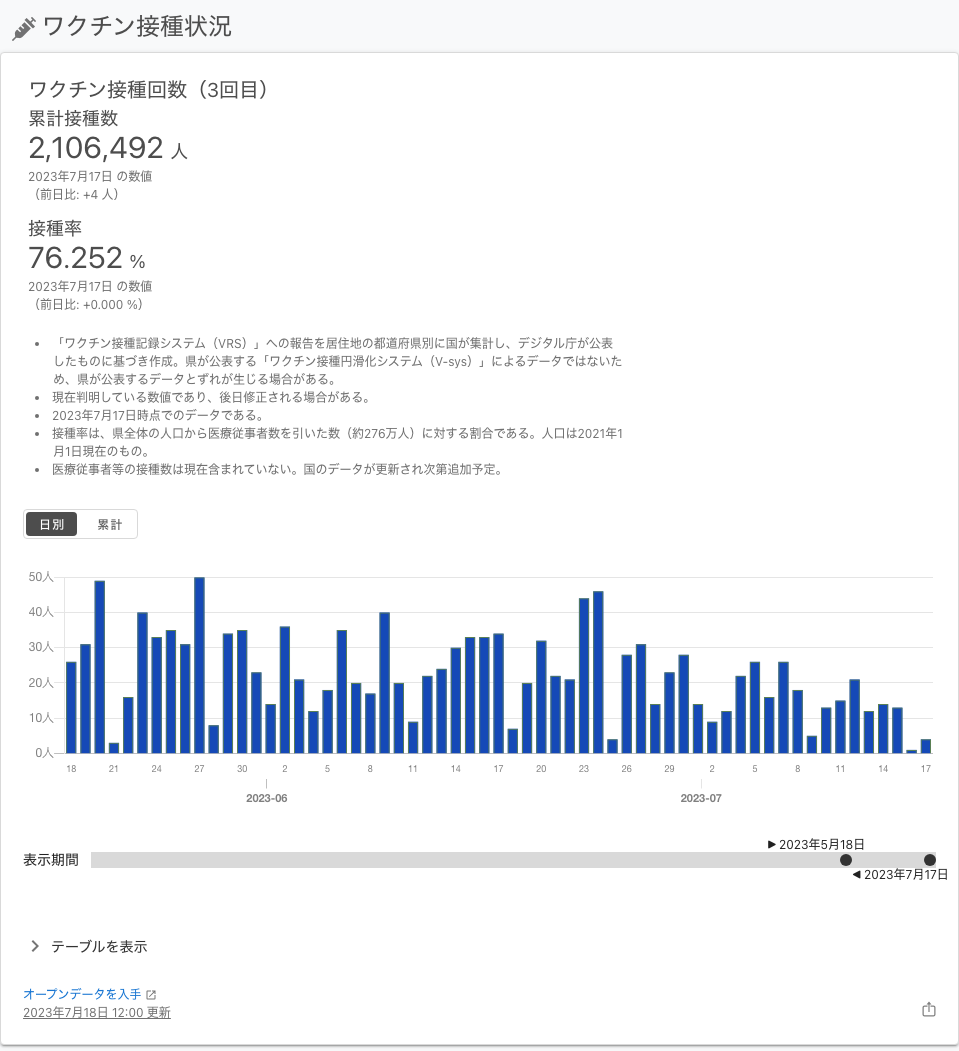 ワクチン接種状況
ワクチン接種回数（3回目）
累計接種数
2,106,492 人
2023年7月17日 の数値
（前日比: +4 人）
接種率
76.252 %
2023年7月17日 の数値
（前日比: +0.000 %）
• 「ワクチン接種記録システム（VRS）」への報告を居住地の都道府県別に国が集計し、デジタル庁が公表
したものに基づき作成。県が公表する「ワクチン接種円滑化システム（V-sys）」によるデータではないた
め、県が公表するデータとずれが生じる場合がある。
• 現在判明している数値であり、後日修正される場合がある。
• 2023年7月17日時点でのデータである。
• 接種率は、県全体の人口から医療従事者数を引いた数（約276万人）に対する割合である。人口は2021年1
月1日現在のもの。
• 医療従事者等の接種数は現在含まれていない。国のデータが更新され次第追加予定。
日別 累計
50人
40人
30人
20人
10人
0人
18 21 24 27 30 2 5 8 11 14 17 20 23 26 29 2 5 8 11 14 17
2023-06 2023-07
▶ 2023年5月18日
表示期間
◀ 2023年7月17日
テーブルを表示
オープンデータを入手
2023年7月18日 12:00 更新